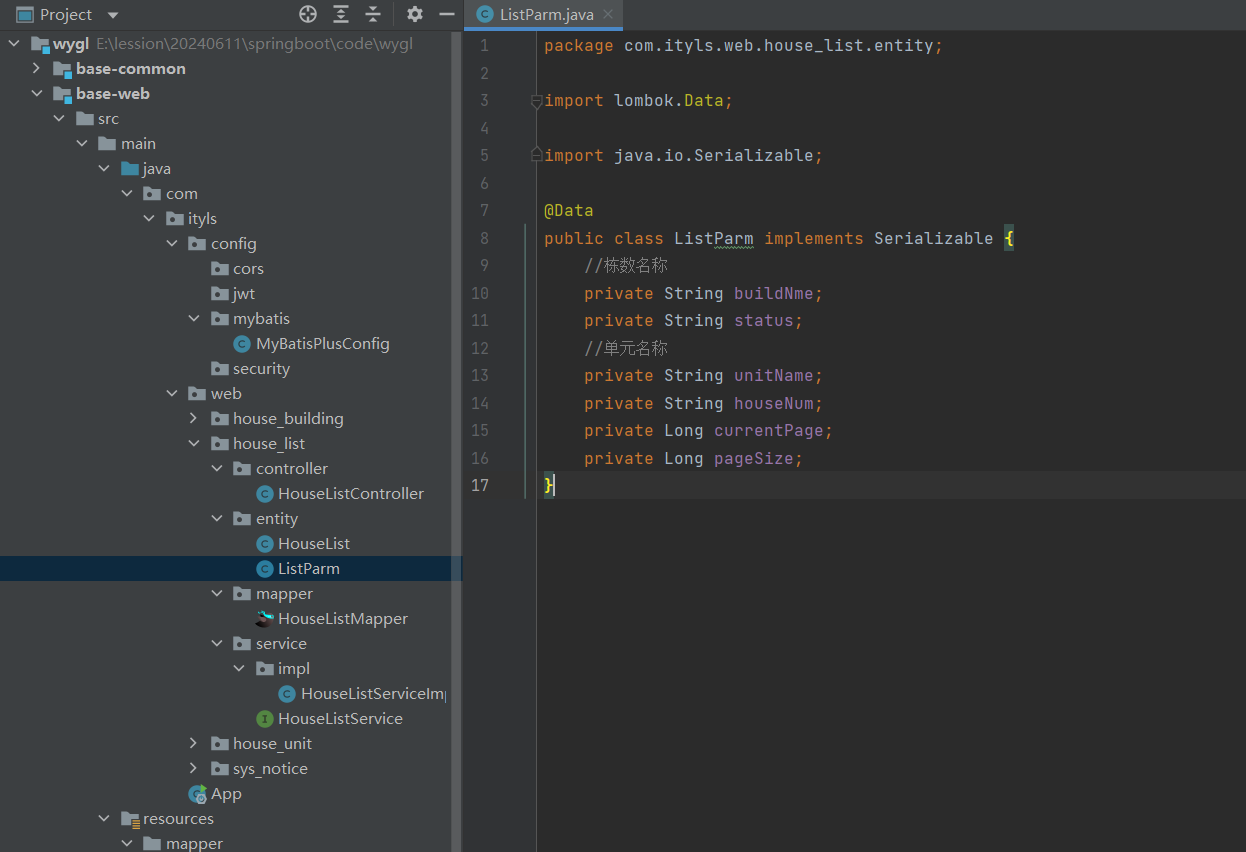 Project
wygl E:\lession\20240611\springboot\code\wygl
base-common
base-web
src
main
java
com
ityls
config
cors
jwt
mybatis
MyBatisPlusConfig
security
web
house_building
house_list
controller
HouseListController
entity
HouseList
ListParm
mapper
HouseListMapper
service
impl
HouseListServiceIm
HouseListService
house_unit
sys_notice
App
resources
mapper
ListParm.java
1 package com.ityls.web.house_list.entity;
2
3 import lombok.Data;
4
5 import java.io.Serializable;
6
7 @Data
8 public class ListParm implements Serializable {
9 //栋数名称
10 private String buildNme;
11 private String status;
12 //单元名称
13 private String unitName;
14 private String houseNum;
15 private Long currentPage;
16 private Long pageSize;
17 }